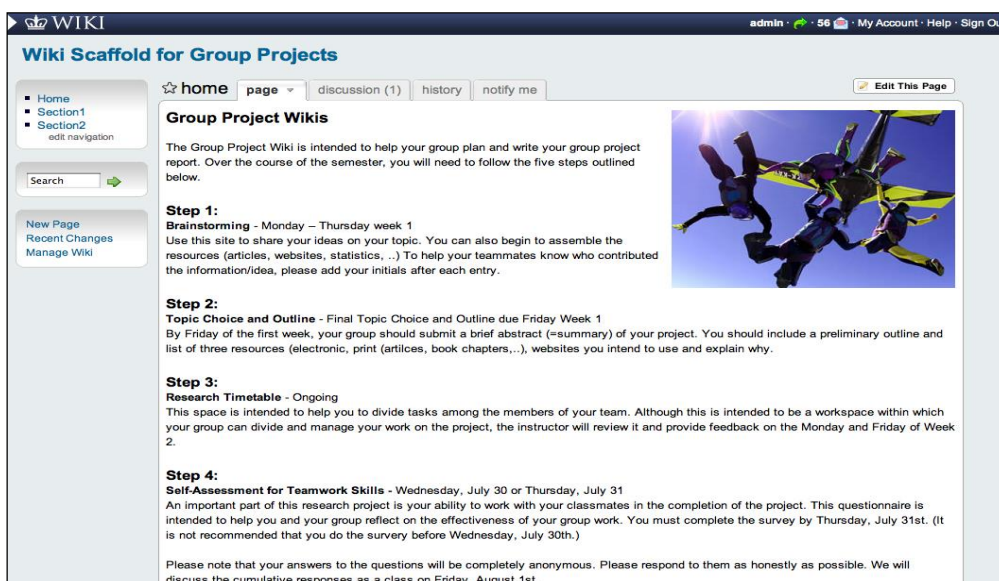 WIKI
admin · · 56 · My Account · Help · Sign Ou
Wiki Scaffold for Group Projects
Home
Section1
Section2
edit navigation
Search
New Page
Recent Changes
Manage Wiki
home page discussion (1) history notify me
Edit This Page
Group Project Wikis
The Group Project Wiki is intended to help your group plan and write your group project
report. Over the course of the semester, you will need to follow the five steps outlined
below.
Step 1:
Brainstorming - Monday – Thursday week 1
Use this site to share your ideas on your topic. You can also begin to assemble the
resources (articles, websites, statistics, ..) To help your teammates know who contributed
the information/idea, please add your initials after each entry.
Step 2:
Topic Choice and Outline - Final Topic Choice and Outline due Friday Week 1
By Friday of the first week, your group should submit a brief abstract (=summary) of your project. You should include a preliminary outline and
list of three resources (electronic, print (artilces, book chapters,..), websites you intend to use and explain why.
Step 3:
Research Timetable - Ongoing
This space is intended to help you to divide tasks among the members of your team. Although this is intended to be a workspace within which
your group can divide and manage your work on the project, the instructor will review it and provide feedback on the Monday and Friday of Week
2.
Step 4:
Self-Assessment for Teamwork Skills - Wednesday, July 30 or Thursday, July 31
An important part of this research project is your ability to work with your classmates in the completion of the project. This questionnaire is
intended to help you and your group reflect on the effectiveness of your group work. You must complete the survey by Thursday, July 31st. (It
is not recommended that you do the survery before Wednesday, July 30th.)
Please note that your answers to the questions will be completely anonymous. Please respond to them as honestly as possible. We will
discuss the cumulative responses as a class on Friday, August 1st